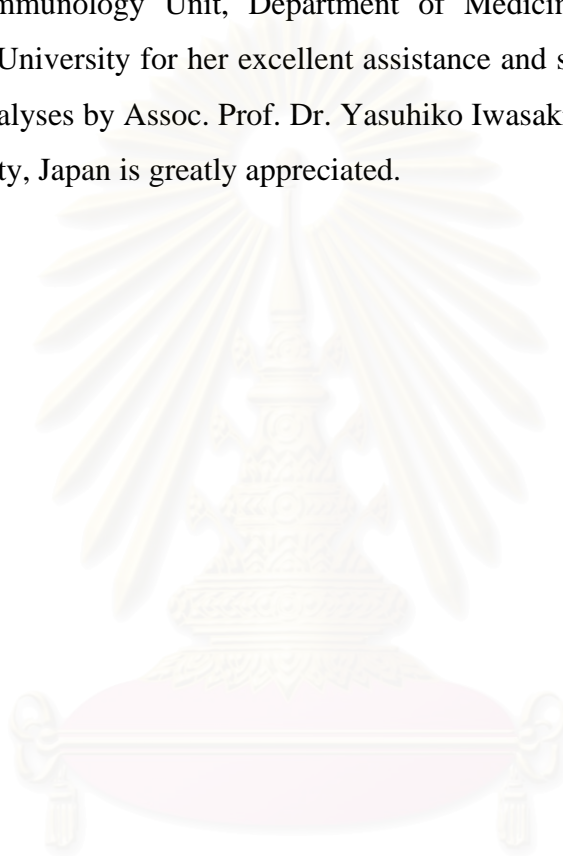 mmunology Unit, Department of Medicin
University for her excellent assistance and s
alyses by Assoc. Prof. Dr. Yasuhiko Iwasak
ty, Japan is greatly appreciated.